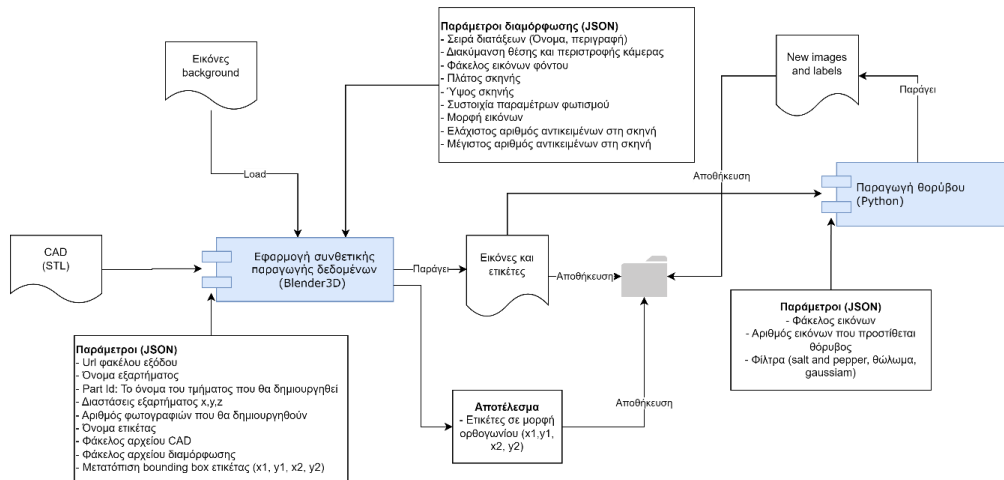 Εικόνες
background
Παράμετροι διαμόρφωσης (JSON)
- Σειρά διατάξεων (Όνομα, περιγραφή)
- Διακύμανση θέσης και περιστροφής κάμερας
- Φάκελος εικόνων φόντου
- Πλάτος σκηνής
- Ύψος σκηνής
- Συστοιχία παραμέτρων φωτισμού
- Μορφή εικόνων
- Ελάχιστος αριθμός αντικειμένων στη σκηνή
- Μέγιστος αριθμός αντικειμένων στη σκηνή
New images
and labels
Παράγει
Load
Αποθήκευση
Παραγωγή θορύβου
(Python)
CAD
(STL)
Εφαρμογή συνθετικής
παραγωγής δεδομένων
(Blender3D)
Παράγει
Εικόνες και
ετικέτες
Αποθήκευση
Παράμετροι (JSON)
- Url φακέλου εξόδου
- Όνομα εξαρτήματος
- Part Id: Το όνομα του τμήματος που θα δημιουργηθεί
- Διαστάσεις εξαρτήματος x,y,z
- Αριθμός φωτογραφιών που θα δημιουργηθούν
- Όνομα ετικέτας
- Φάκελος αρχείου CAD
- Φάκελος αρχείου διαμόρφωσης
- Μετατόπιση bounding box ετικέτας (x1, y1, x2, y2)
Αποτέλεσμα
- Ετικέτες σε μορφή
ορθογωνίου (x1,y1,
x2, y2)
Αποθήκευση
Παράμετροι (JSON)
- Φάκελος εικόνων
- Αριθμός εικόνων που προστίθεται
θόρυβος
- Φίλτρα (salt and pepper, θόλωμα,
gaussiam)